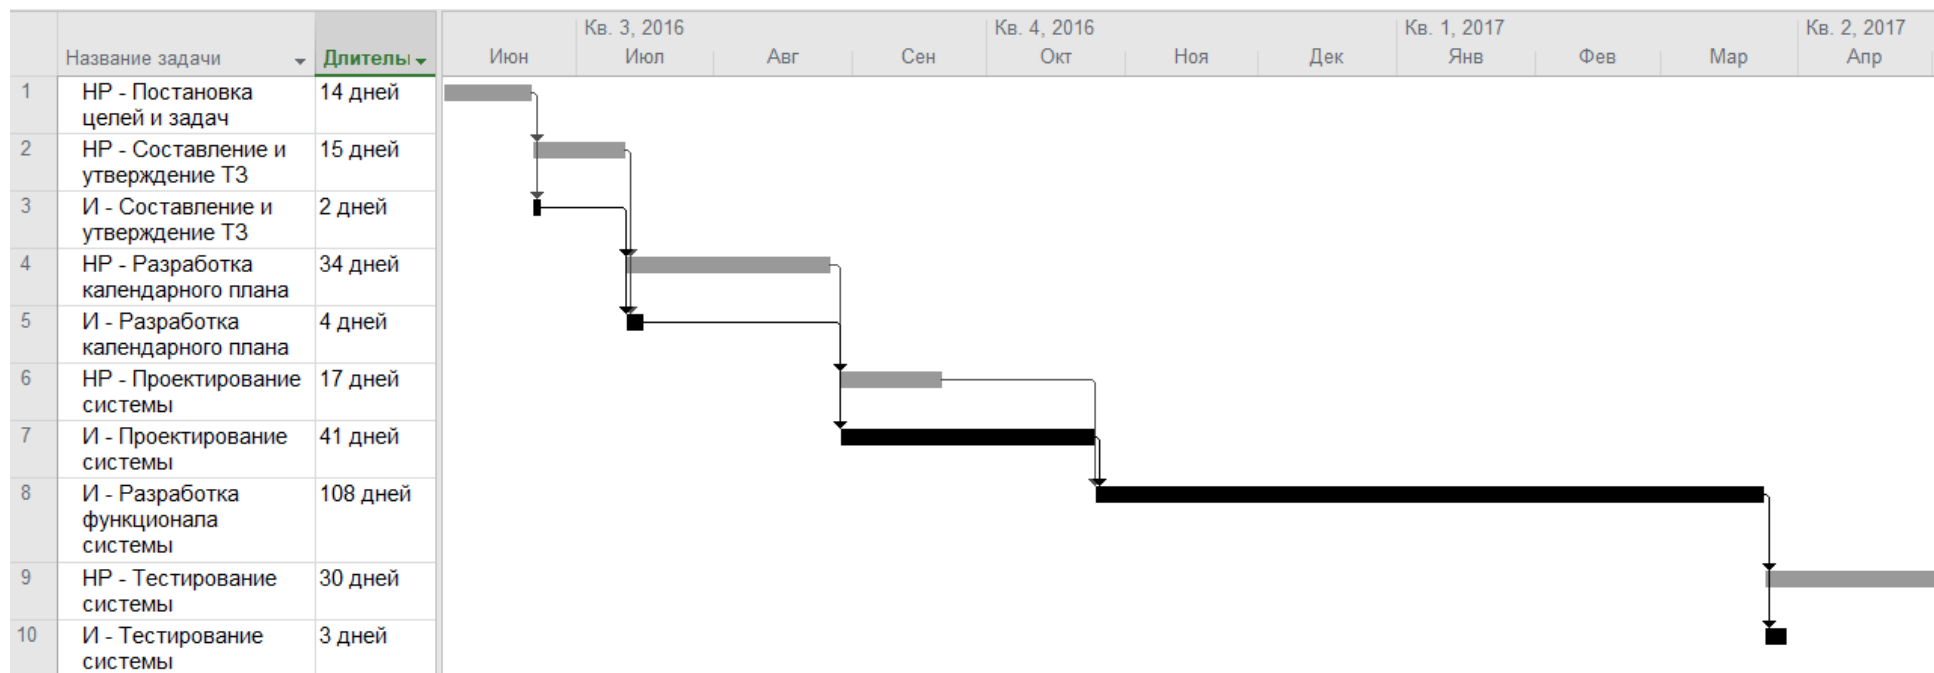 Кв. 3, 2016 Кв. 4, 2016 Кв. 1, 2017 Кв. 2, 2017
Название задачи Длителы Июн Июл Авг Сен Окт Ноя Дек Янв Фев Мар Апр
1 НР - Постановка 14 дней
целей и задач
2 НР - Составление и 15 дней
утверждение ТЗ
3 И - Составление и 2 дней
утверждение ТЗ
4 НР - Разработка 34 дней
календарного плана
5 И - Разработка 4 дней
календарного плана
6 НР - Проектирование 17 дней
системы
7 И - Проектирование 41 дней
системы
8 И - Разработка 108 дней
функционала
системы
9 НР - Тестирование 30 дней
системы
10 И - Тестирование 3 дней
системы